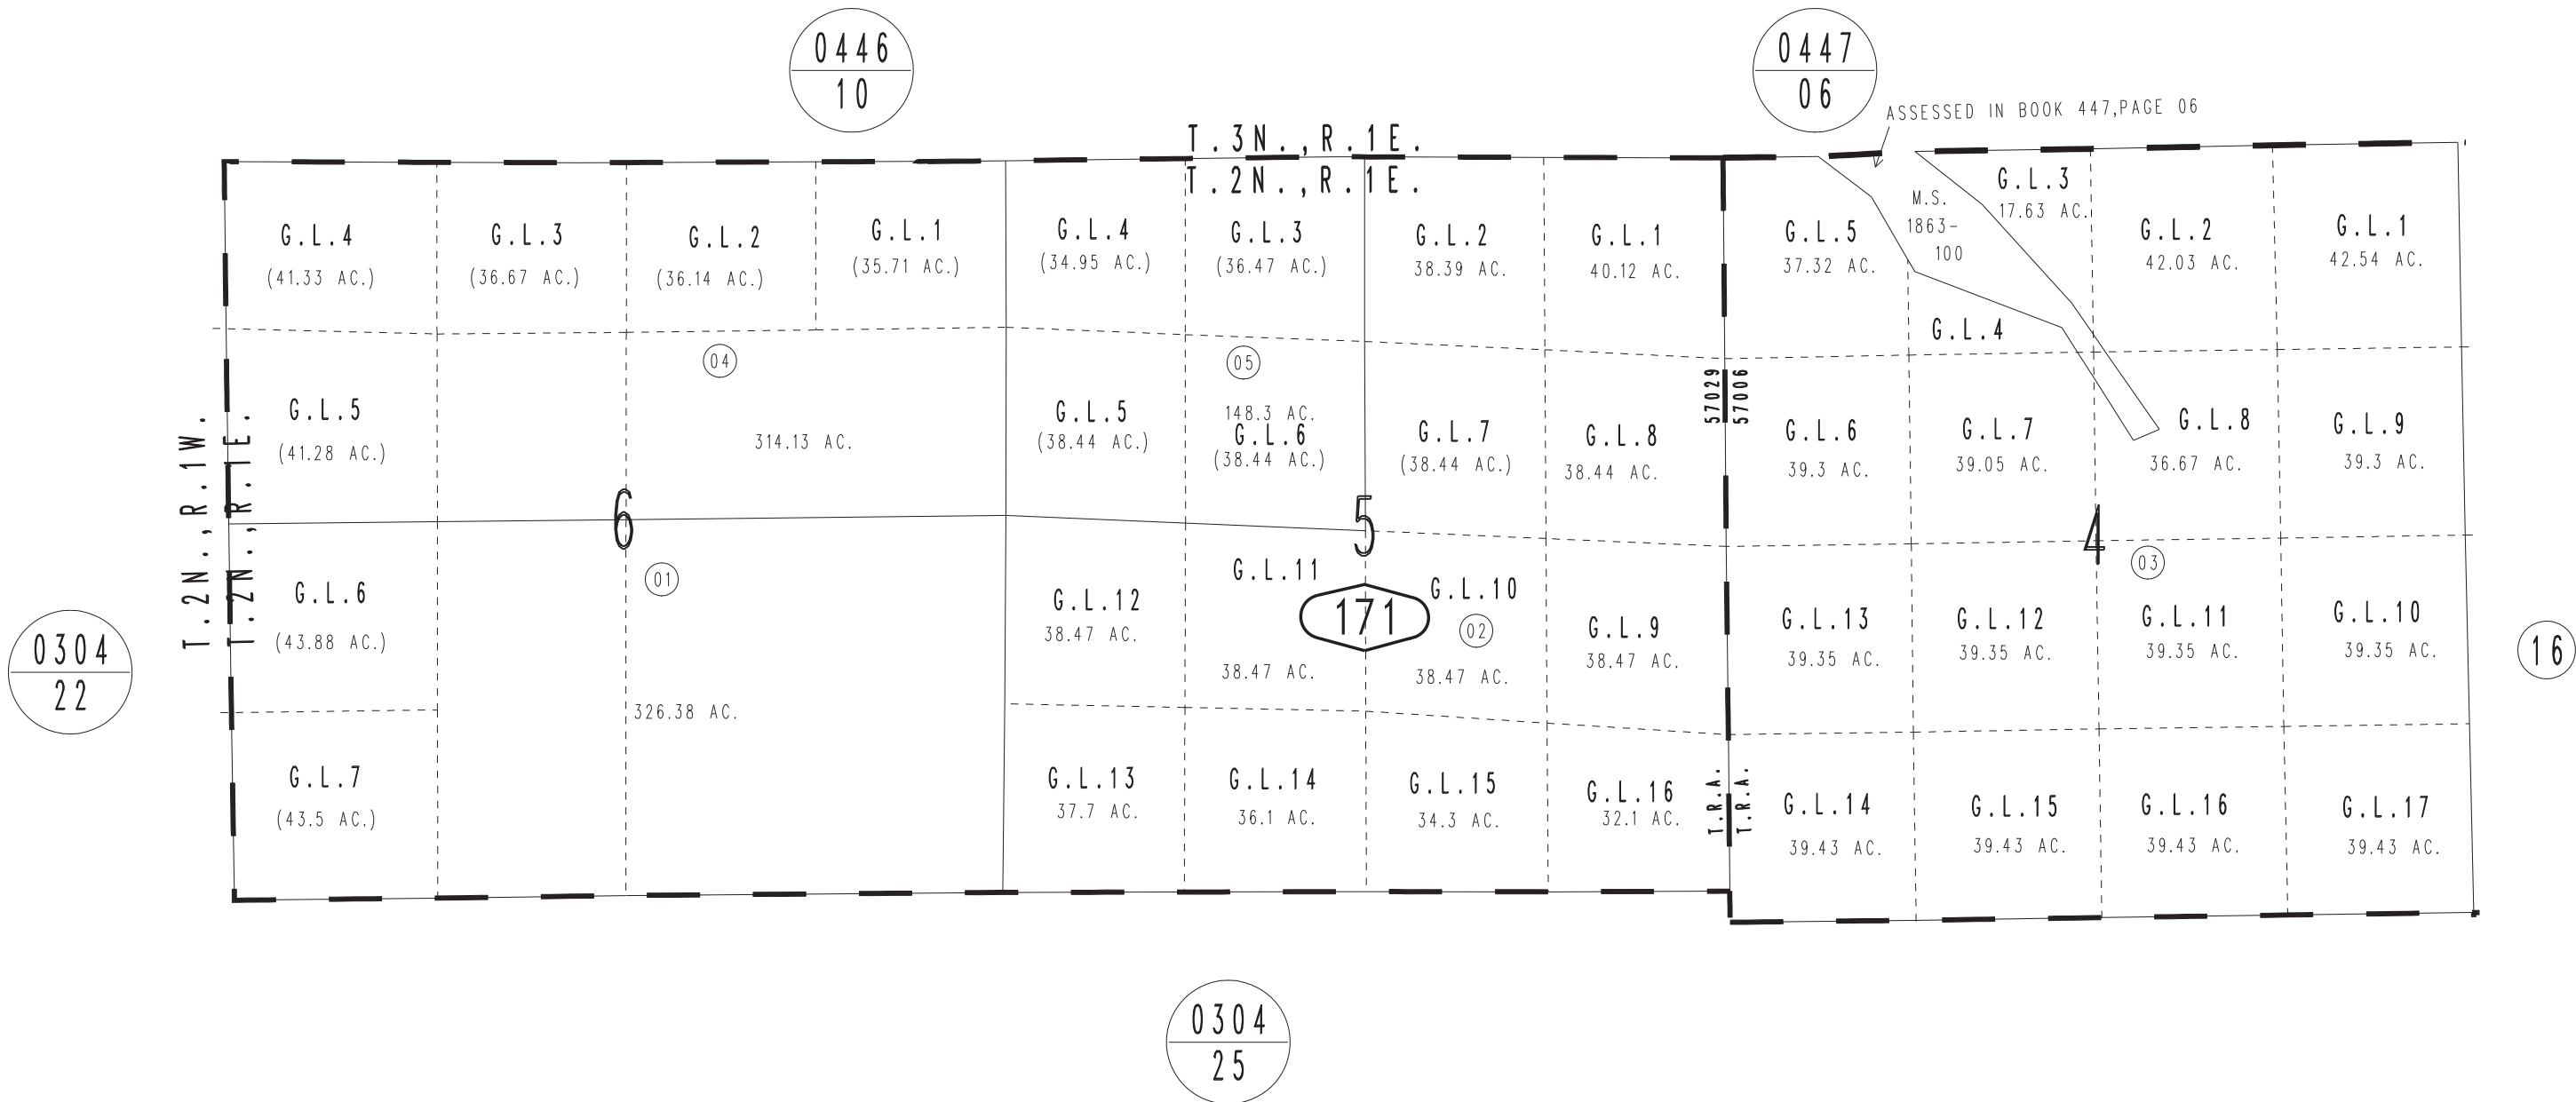 0446
10
0447
06
ASSESSED IN BOOK 447,PAGE 06
T.3N.,R.1E.
T.2N.,R.1E.
G.L.4
(41.33 AC.)
G.L.3
(36.67 AC.)
G.L.2
(36.14 AC.)
G.L.1
(35.71 AC.)
G.L.4
(34.95 AC.)
G.L.3
(36.47 AC.)
G.L.2
38.39 AC.
G.L.1
40.12 AC.
G.L.5
37.32 AC.
M.S.
1863-
100
G.L.3
17.63 AC.
G.L.2
42.03 AC.
G.L.1
42.54 AC.
G.L.4
04
05
T.2N.,R.1W.
T.2N.,R.1E.
G.L.5
(41.28 AC.)
314.13 AC.
G.L.5
(38.44 AC.)
148.3 AC.
G.L.6
(38.44 AC.)
G.L.7
(38.44 AC.)
G.L.8
38.44 AC.
57029
57006
G.L.6
39.3 AC.
G.L.7
39.05 AC.
G.L.8
36.67 AC.
G.L.9
39.3 AC.
6
5
4
01
02
03
171
G.L.6
(43.88 AC.)
G.L.12
38.47 AC.
G.L.11
38.47 AC.
G.L.10
38.47 AC.
G.L.9
38.47 AC.
G.L.13
39.35 AC.
G.L.12
39.35 AC.
G.L.11
39.35 AC.
G.L.10
39.35 AC.
0304
22
16
326.38 AC.
G.L.7
(43.5 AC.)
G.L.13
37.7 AC.
G.L.14
36.1 AC.
G.L.15
34.3 AC.
G.L.16
32.1 AC.
T.R.A.
T.R.A.
G.L.14
39.43 AC.
G.L.15
39.43 AC.
G.L.16
39.43 AC.
G.L.17
39.43 AC.
0304
25